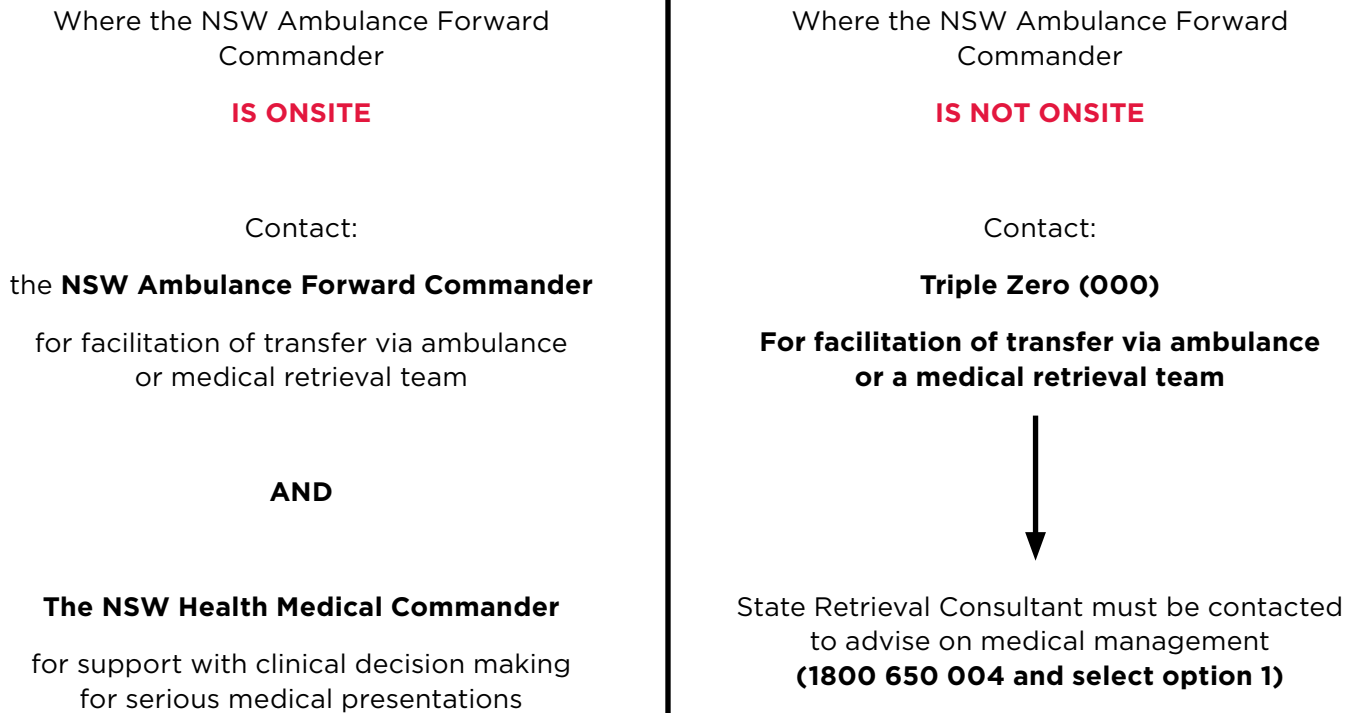 Where the NSW Ambulance Forward
Commander
IS ONSITE
Contact:
the NSW Ambulance Forward Commander
for facilitation of transfer via ambulance
or medical retrieval team
AND
The NSW Health Medical Commander
for support with clinical decision making
for serious medical presentations
Where the NSW Ambulance Forward
Commander
IS NOT ONSITE
Contact:
Triple Zero (000)
For facilitation of transfer via ambulance
or a medical retrieval team
State Retrieval Consultant must be contacted
to advise on medical management
(1800 650 004 and select option 1)